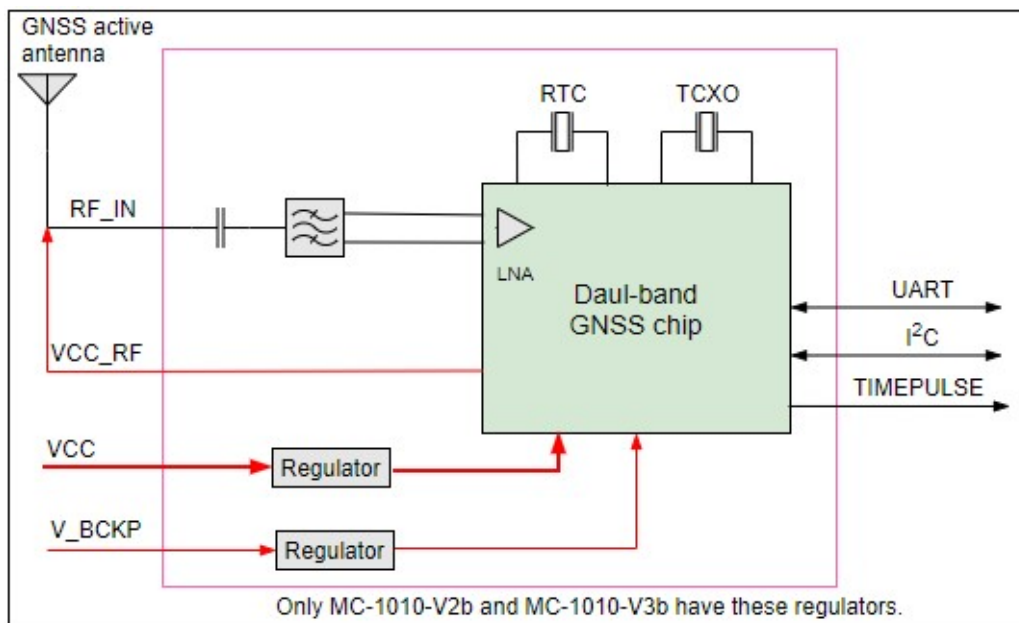 GNSS active
antenna
RTC
TCXO
RF_IN
LNA
Daul-band
GNSS chip
UART
I²C
VCC_RF
TIMEPULSE
VCC
Regulator
V_BCKP
Regulator
Only MC-1010-V2b and MC-1010-V3b have these regulators.